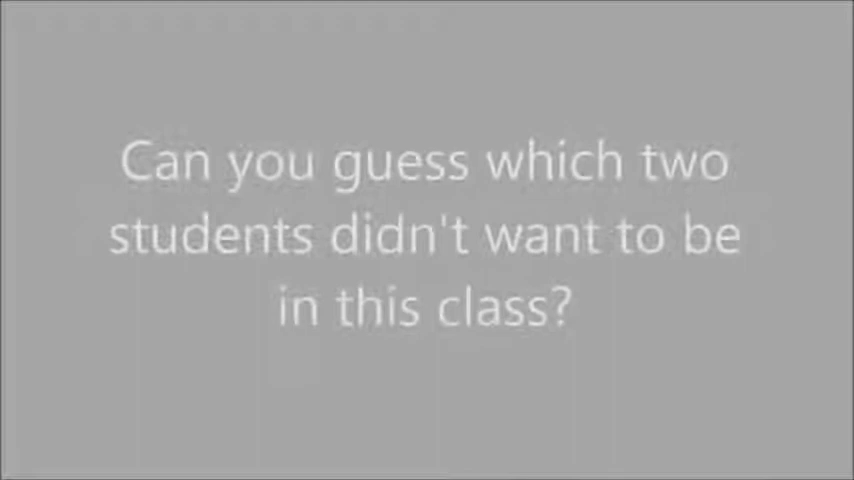 Can you guess which two
students didn't want to be
in this class?